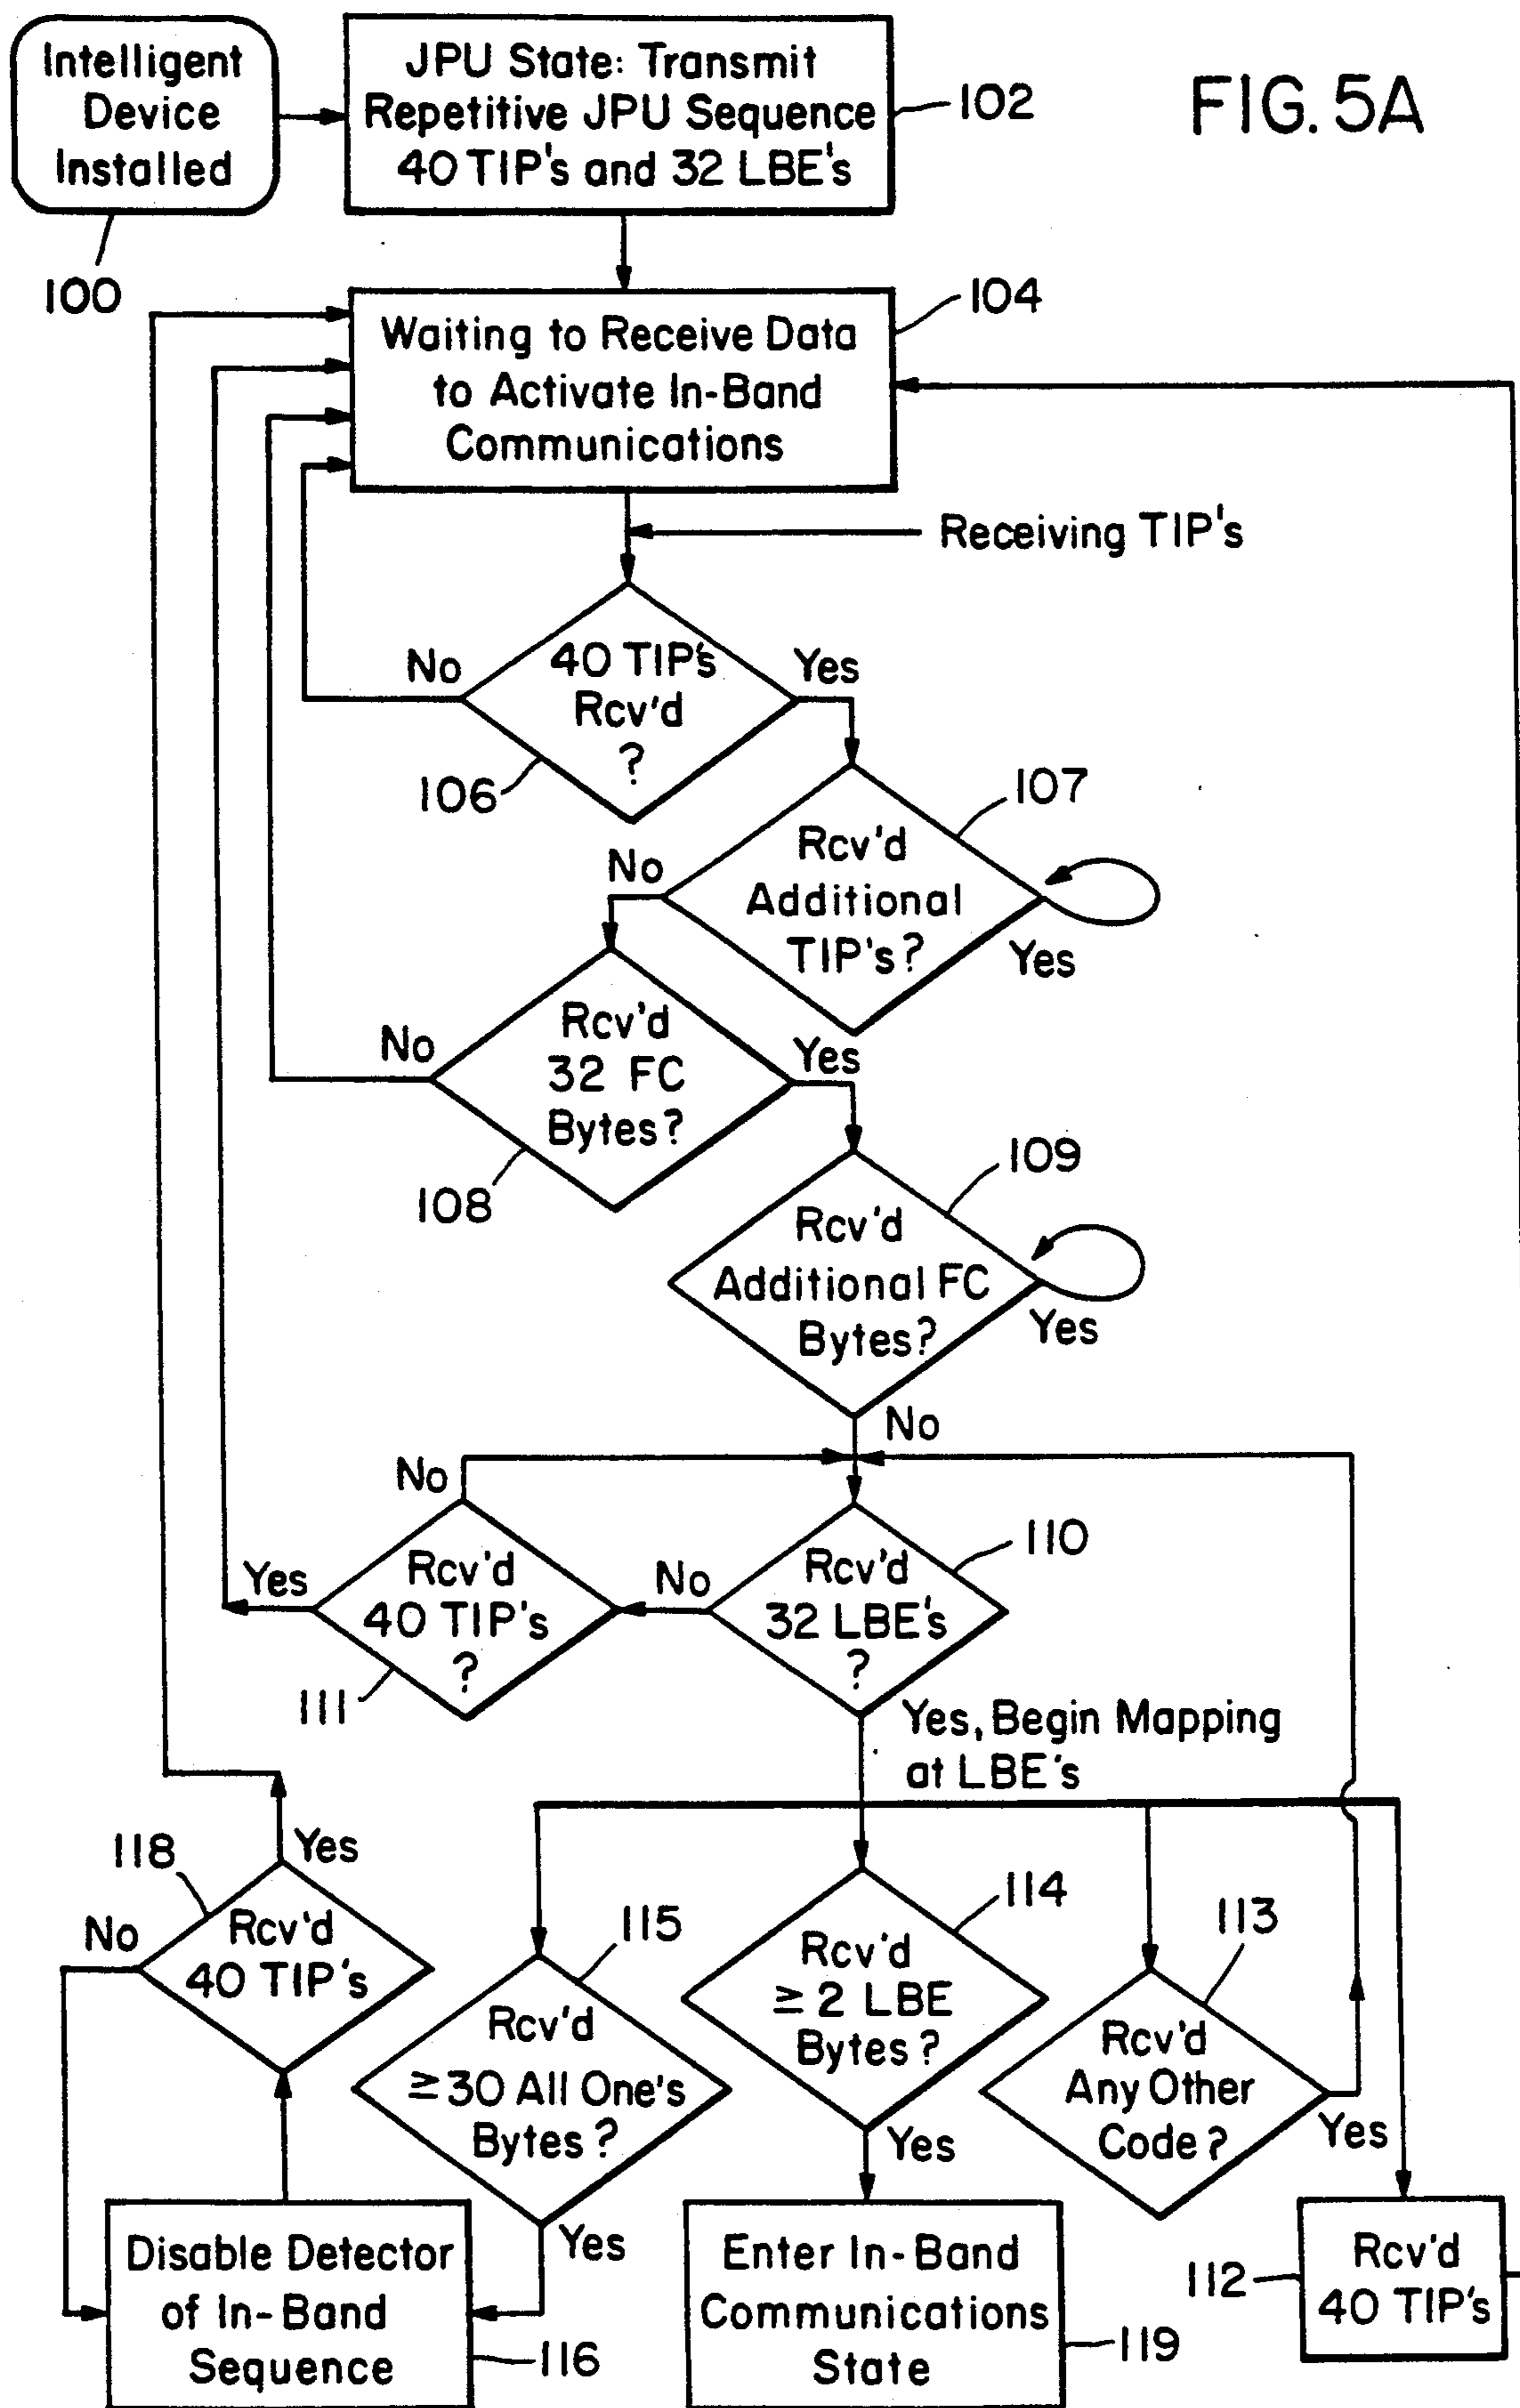 Intelligent
Device
Installed
100
JPU State: Transmit
Repetitive JPU Sequence
40 TIP's and 32 LBE's
102
FIG. 5A
Waiting to Receive Data
to Activate In-Band
Communications
104
Receiving TIP's
40 TIP's
Rcv'd
?
No
Yes
106
Rcv'd
Additional
TIP's?
107
No
Yes
Rcv'd
32 FC
Bytes?
No
Yes
108
Rcv'd
Additional FC
Bytes?
109
Yes
No
Rcv'd
32 LBE's
?
110
No
Rcv'd
40 TIP's
?
No
Yes
111
Yes, Begin Mapping
at LBE's
118
Yes
No
Rcv'd
40 TIP's
115
Rcv'd
≥30 All One's
Bytes?
Yes
114
Rcv'd
≥2 LBE
Bytes?
Yes
113
Rcv'd
Any Other
Code?
Yes
Disable Detector
of In-Band
Sequence
116
Enter In-Band
Communications
State
119
112
Rcv'd
40 TIP's